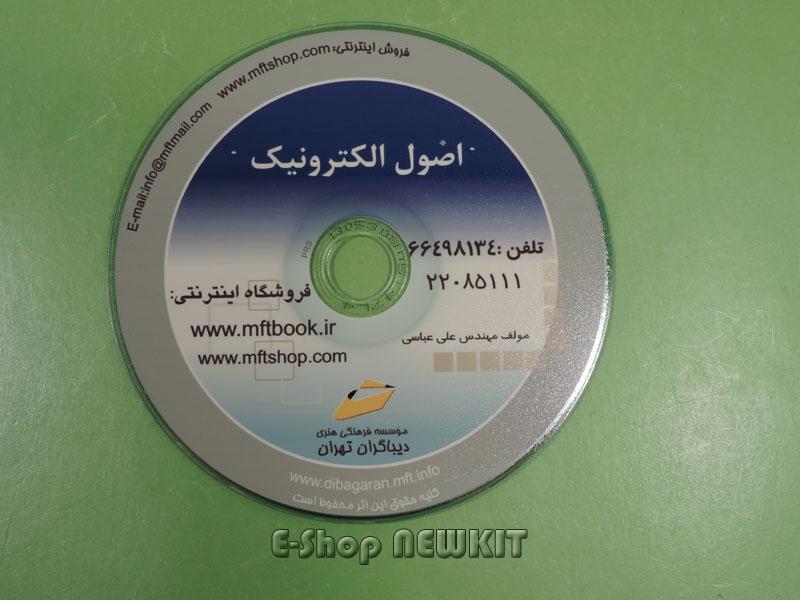 فروش اینترنتی: www.mftshop.com
E-mail:info@mftmail.com
اصول الکترونیک
تلفن :۶۶۴۹۸۱۳۴
۲۲۰۸۵۱۱۱
فروشگاه اینترنتی:
www.mftbook.ir
www.mftshop.com
مولف مهندس علی عباسی
مؤسسه فرهنگی هنری
دیباگران تهران
www.dibagaran.mft.info
کلیه حقوق این اثر محفوظ است
PRS
E-Shop NEWKIT